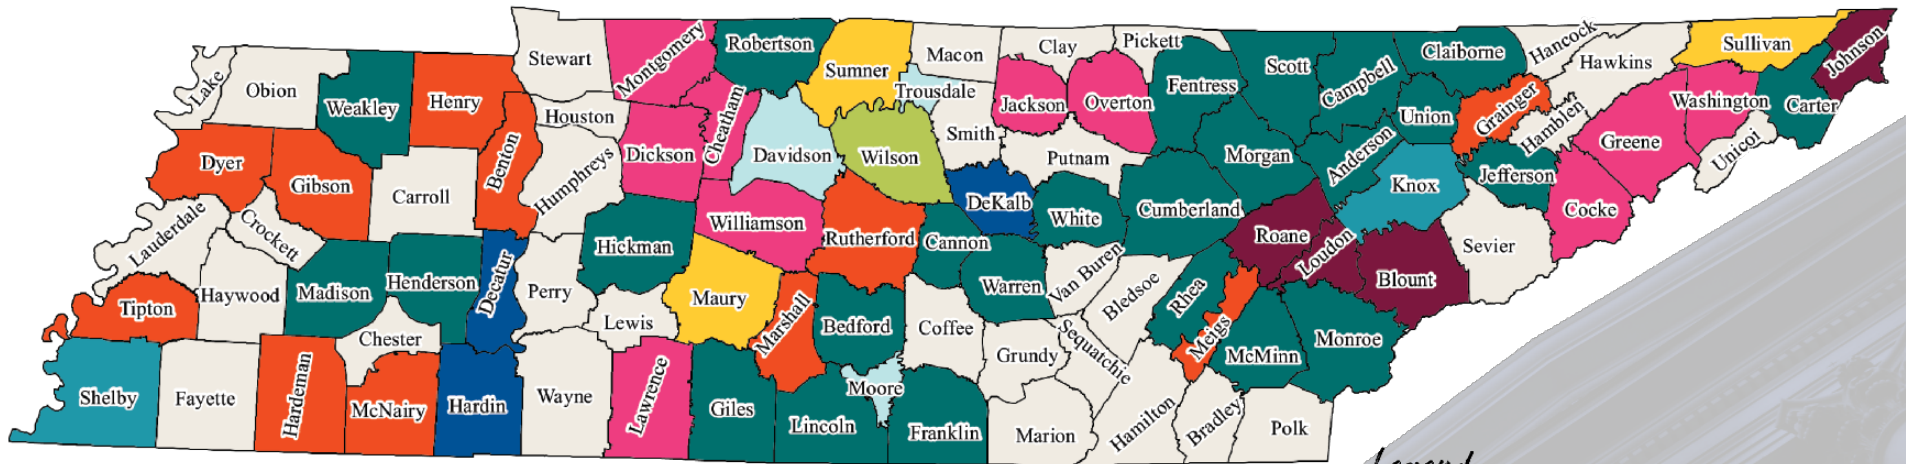 Lake
Obion
Weakley
Henry
Stewart
Montgomery
Robertson
Sumner
Macon
Clay
Pickett
Fentress
Scott
Campbell
Claiborne
Hancock
Hawkins
Sullivan
Johnson
Carter
Washington
Unicoi
Greene
Hamblen
Grainger
Union
Anderson
Morgan
Overton
Jackson
Trousdale
Smith
Putnam
Wilson
Davidson
Cheatham
Dickson
Houston
Humphreys
Benton
Carroll
Gibson
Dyer
Lauderdale
Crockett
Haywood
Madison
Henderson
Decatur
Perry
Hickman
Williamson
Rutherford
Cannon
DeKalb
White
Cumberland
Roane
Loudon
Knox
Jefferson
Cocke
Sevier
Blount
Monroe
McMinn
Meigs
Rhea
Bledsoe
Van Buren
Warren
Coffee
Bedford
Marshall
Maury
Lewis
Chester
Tipton
Shelby
Fayette
Hardeman
McNairy
Hardin
Wayne
Lawrence
Giles
Lincoln
Moore
Franklin
Grundy
Sequatchie
Marion
Hamilton
Bradley
Polk